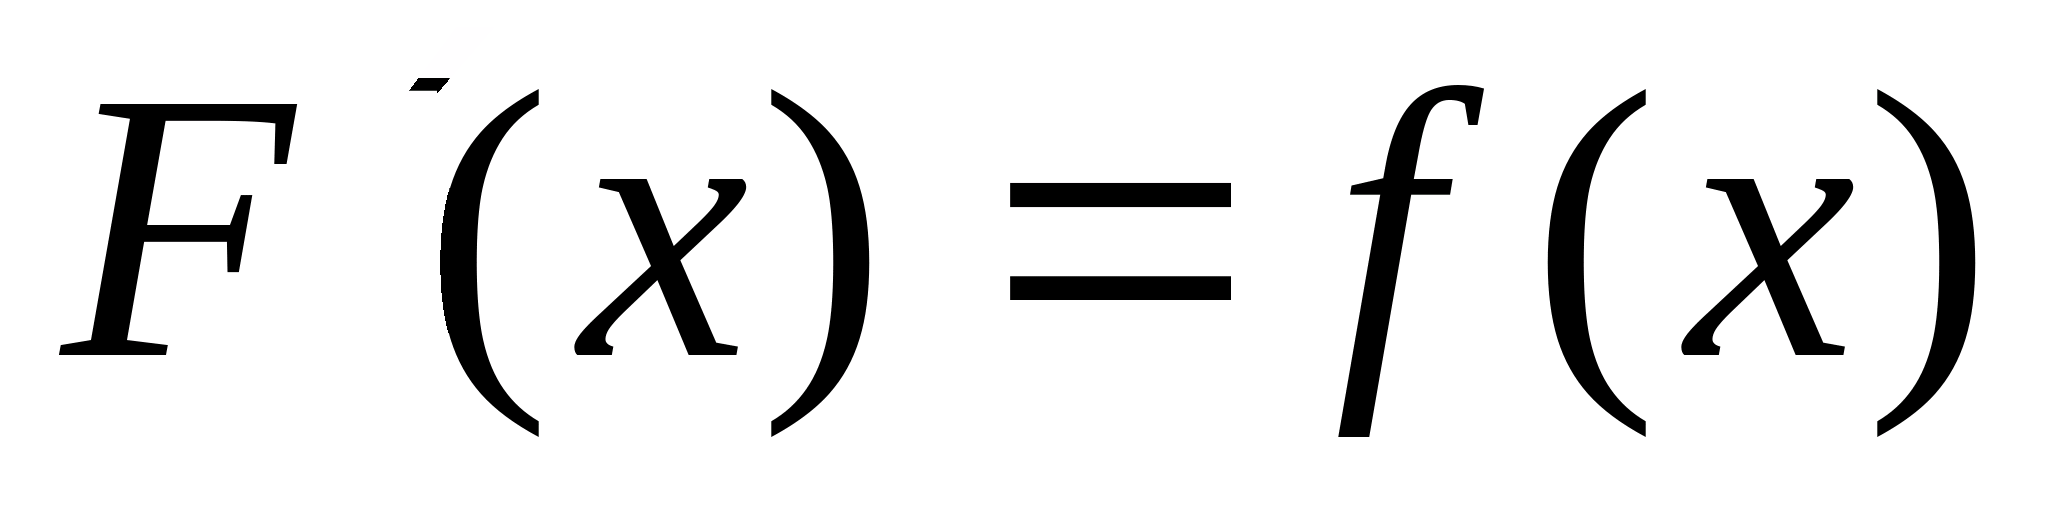 F ′(x) = f(x)